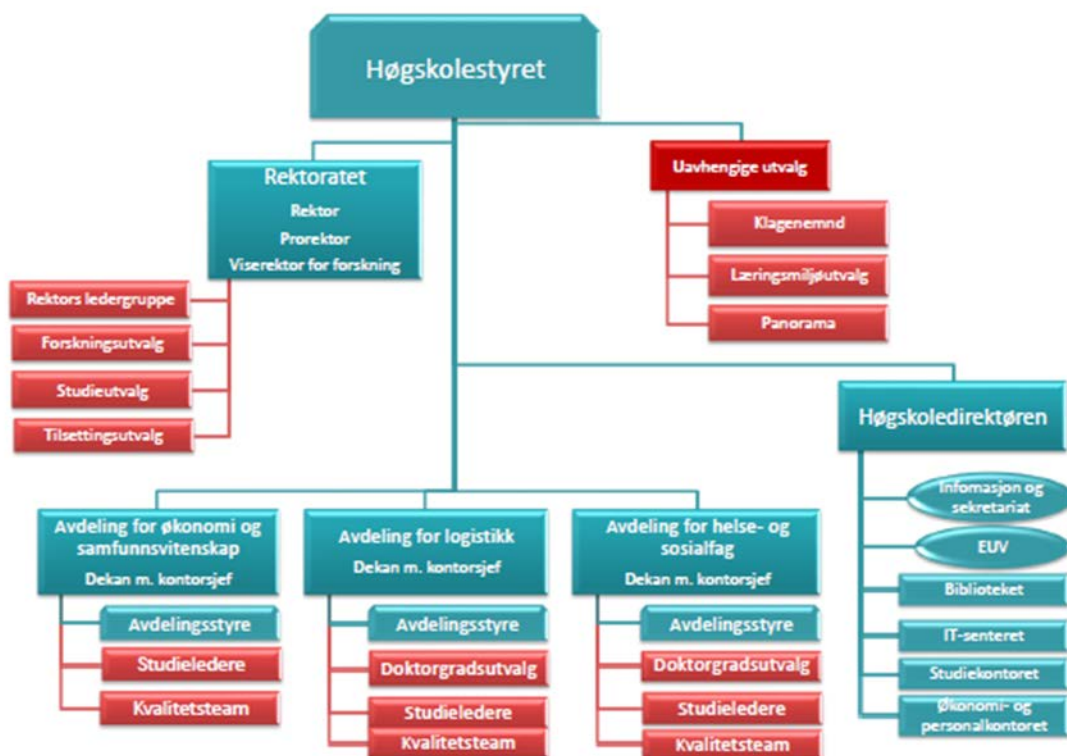 Høgskolestyret
Rektoratet
Rektor
Prorektor
Viserektor for forskning
Rektors ledergruppe
Forskningsutvalg
Studieutvalg
Tilsettingsutvalg
Uavhengige utvalg
Klagenemnd
Læringsmiljøutvalg
Panorama
Høgskoledirektøren
Infomasjon og
sekretariat
EUV
Biblioteket
IT-senteret
Studiekontoret
Økonomi- og
personalkontoret
Avdeling for økonomi og
samfunnsvitenskap
Dekan m. kontorsjef
Avdelingsstyre
Studieledere
Kvalitetsteam
Avdeling for logistikk
Dekan m. kontorsjef
Avdelingsstyre
Doktorgradsutvalg
Studieledere
Kvalitetsteam
Avdeling for helse- og
sosialfag
Dekan m. kontorsjef
Avdelingsstyre
Doktorgradsutvalg
Studieledere
Kvalitetsteam